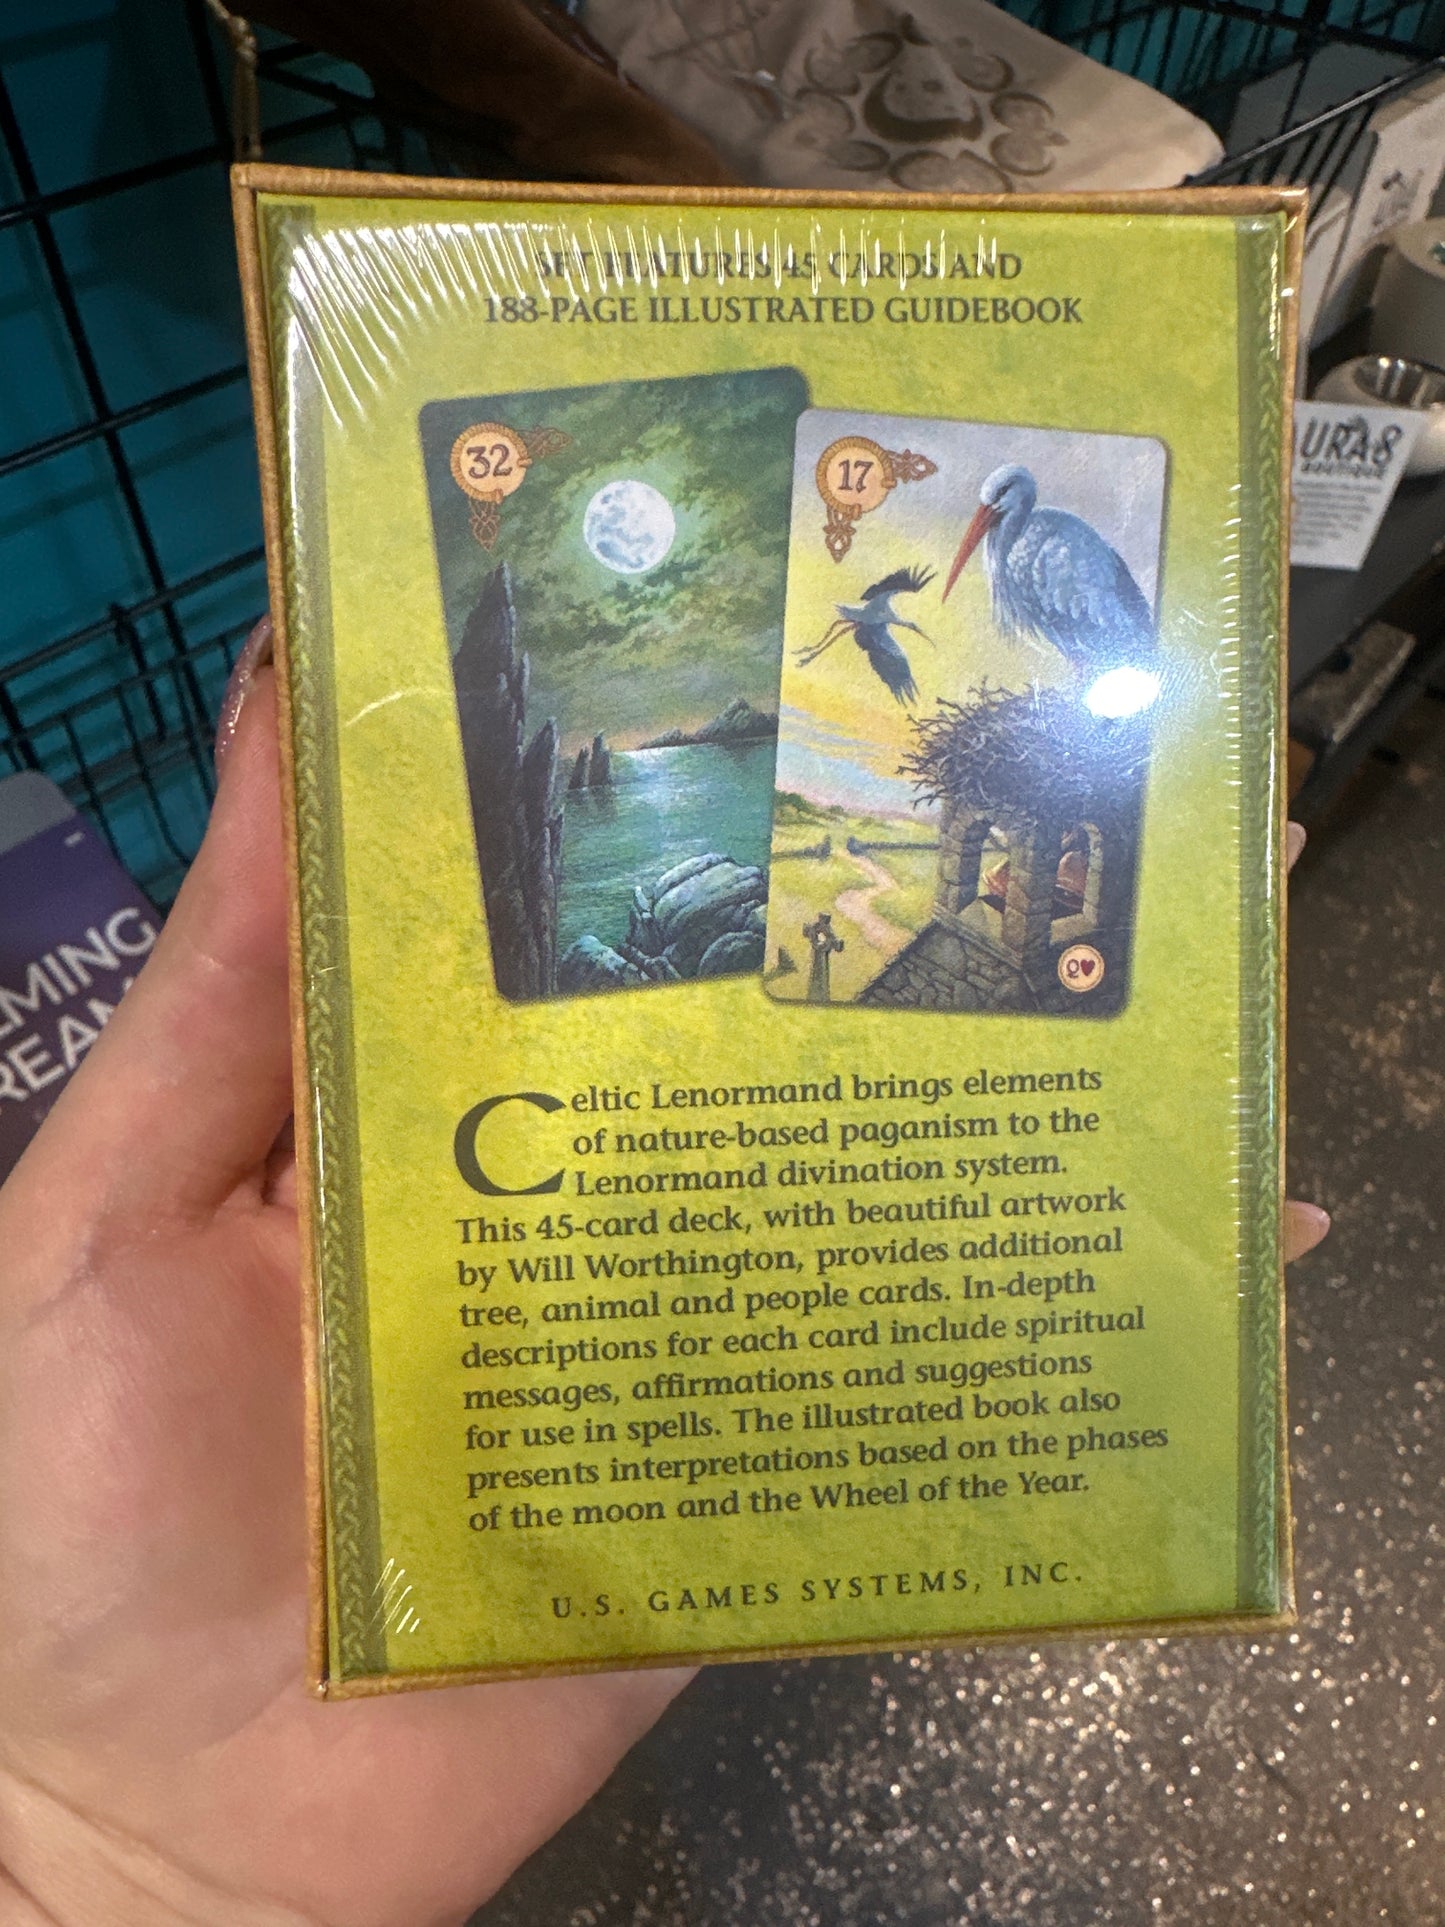 SET FEATURES 45 CARDS AND
188-PAGE ILLUSTRATED GUIDEBOOK
32
17
Q♥
Celtic Lenormand brings elements
of nature-based paganism to the
Lenormand divination system.
This 45-card deck, with beautiful artwork
by Will Worthington, provides additional
tree, animal and people cards. In-depth
descriptions for each card include spiritual
messages, affirmations and suggestions
for use in spells. The illustrated book also
presents interpretations based on the phases
of the moon and the Wheel of the Year.
U.S. GAMES SYSTEMS, INC.